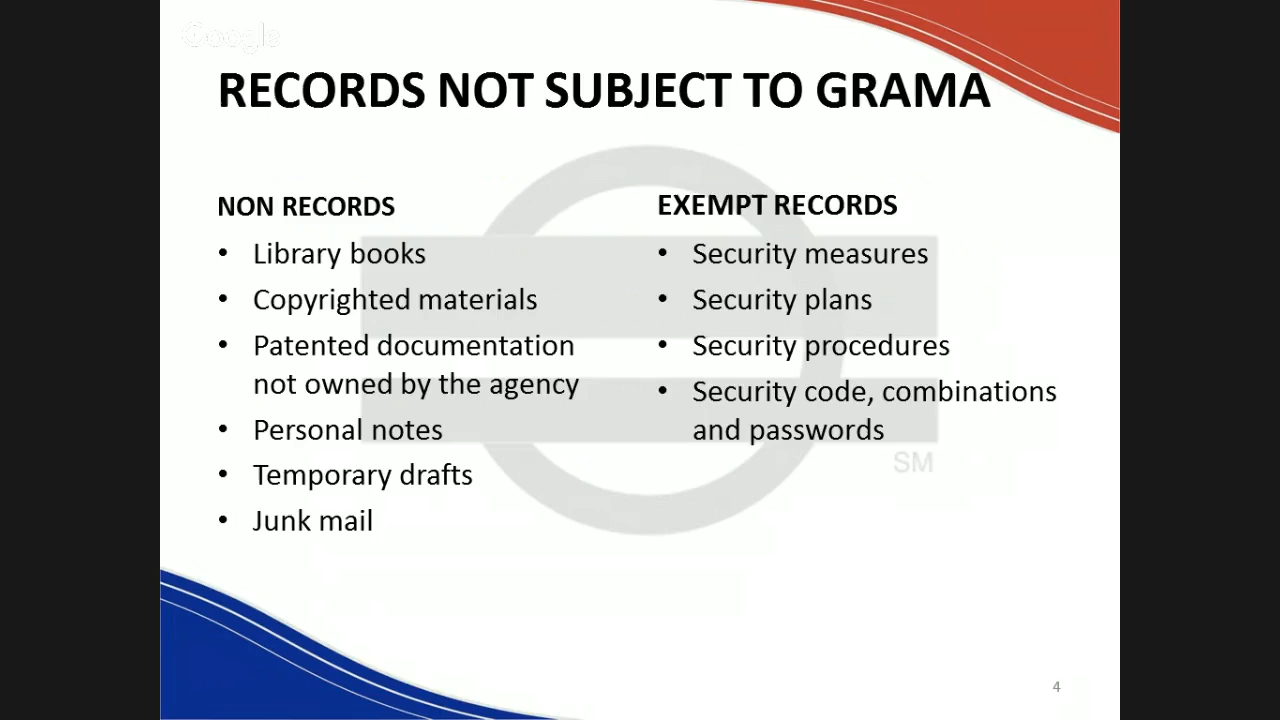 Google
RECORDS NOT SUBJECT TO GRAMA
NON RECORDS
• Library books
• Copyrighted materials
• Patented documentation
not owned by the agency
• Personal notes
• Temporary drafts
• Junk mail
EXEMPT RECORDS
• Security measures
• Security plans
• Security procedures
• Security code, combinations
and passwords
SM
4